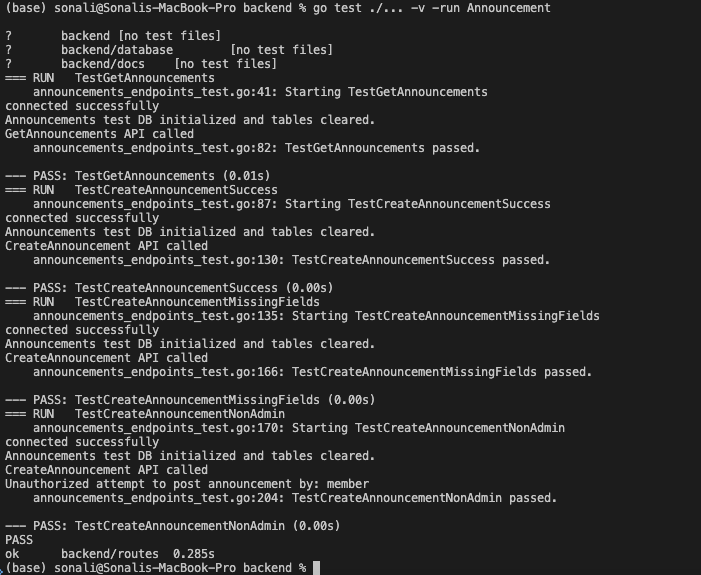 (base) sonali@Sonalis-MacBook-Pro backend % go test ./... -v -run Announcement
?       backend [no test files]
?       backend/database        [no test files]
?       backend/docs    [no test files]
=== RUN   TestGetAnnouncements
    announcements_endpoints_test.go:41: Starting TestGetAnnouncements
connected successfully
Announcements test DB initialized and tables cleared.
GetAnnouncements API called
    announcements_endpoints_test.go:82: TestGetAnnouncements passed.
--- PASS: TestGetAnnouncements (0.01s)
=== RUN   TestCreateAnnouncementSuccess
    announcements_endpoints_test.go:87: Starting TestCreateAnnouncementSuccess
connected successfully
Announcements test DB initialized and tables cleared.
CreateAnnouncement API called
    announcements_endpoints_test.go:130: TestCreateAnnouncementSuccess passed.
--- PASS: TestCreateAnnouncementSuccess (0.00s)
=== RUN   TestCreateAnnouncementMissingFields
    announcements_endpoints_test.go:135: Starting TestCreateAnnouncementMissingFields
connected successfully
Announcements test DB initialized and tables cleared.
CreateAnnouncement API called
    announcements_endpoints_test.go:166: TestCreateAnnouncementMissingFields passed.
--- PASS: TestCreateAnnouncementMissingFields (0.00s)
=== RUN   TestCreateAnnouncementNonAdmin
    announcements_endpoints_test.go:170: Starting TestCreateAnnouncementNonAdmin
connected successfully
Announcements test DB initialized and tables cleared.
CreateAnnouncement API called
Unauthorized attempt to post announcement by: member
    announcements_endpoints_test.go:204: TestCreateAnnouncementNonAdmin passed.
--- PASS: TestCreateAnnouncementNonAdmin (0.00s)
PASS
ok      backend/routes  0.285s
(base) sonali@Sonalis-MacBook-Pro backend %